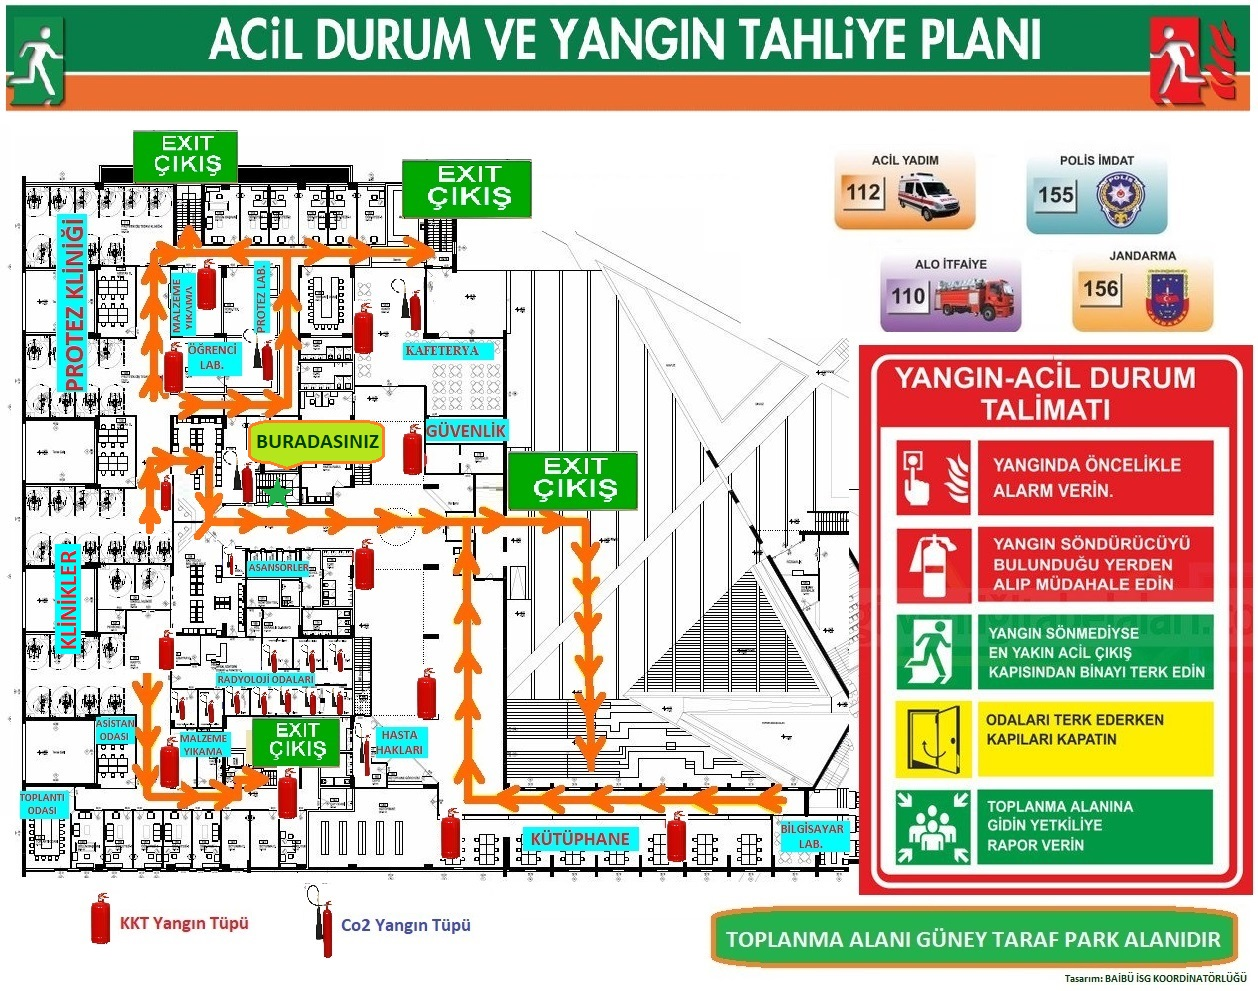 ACiL DURUM VE YANGIN TAHLiYE PLANI
EXIT
ÇIKIŞ
EXIT
ÇIKIŞ
ACİL YADIM
112
POLİS İMDAT
155
POLİS
ALO İTFAİYE
110
JANDARMA
156
PROTEZ KLİNİĞİ
MALZEME
YIKAMA
PROTEZ LAB.
ÖĞRENCİ
LAB.
KAFETERYA
BURADASINIZ
GÜVENLİK
EXIT
ÇIKIŞ
KLİNİKLER
ASANSORLER
RADYOLOJİ ODALARI
ASİSTAN
ODASI
MALZEME
YIKAMA
EXIT
ÇIKIŞ
HASTA
HAKLARI
TOPLANTI
ODASI
KÜTÜPHANE
BİLGİSAYAR
LAB.
YANGIN-ACİL DURUM
TALİMATI
YANGINDA ÖNCELİKLE
ALARM VERİN.
YANGIN SÖNDÜRÜCÜYÜ
BULUNDUĞU YERDEN
ALIP MÜDAHALE EDİN
YANGIN SÖNMEDİYSE
EN YAKIN ACİL ÇIKIŞ
KAPISINDAN BİNAYI TERK EDİN
ODALARI TERK EDERKEN
KAPILARI KAPATIN
TOPLANMA ALANINA
GİDİN YETKİLİYE
RAPOR VERİN
KKT Yangın Tüpü
Co2 Yangın Tüpü
TOPLANMA ALANI GÜNEY TARAF PARK ALANIDIR
Tasarım: BAİBÜ İSG KOORDİNATÖRLÜĞÜ